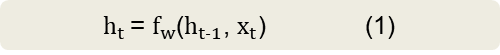 hₜ = f_w(hₜ₋₁, xₜ) (1)